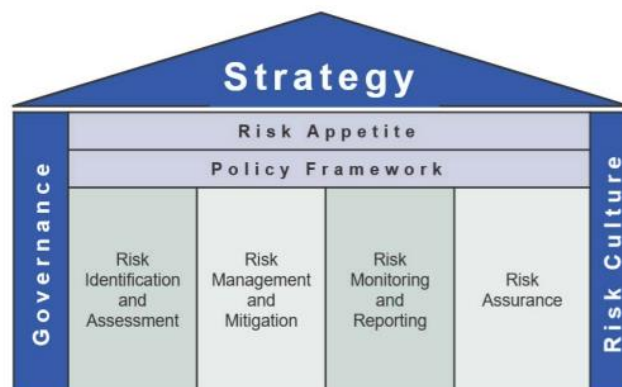 Strategy
Risk Appetite
Policy Framework
Governance
Risk
Identification
and
Assessment
Risk
Management
and
Mitigation
Risk
Monitoring
and
Reporting
Risk
Assurance
Risk Culture